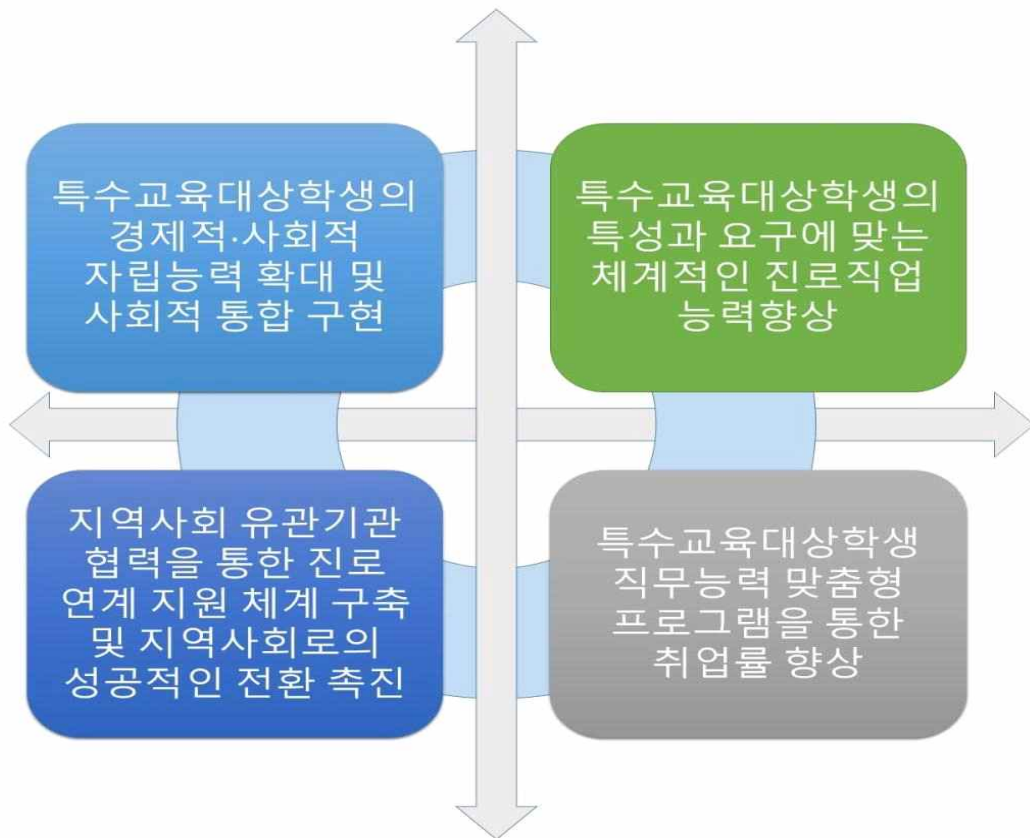 특수교육대상학생의
경제적·사회적
자립능력 확대 및
사회적 통합 구현
특수교육대상학생의
특성과 요구에 맞는
체계적인 진로직업
능력향상
지역사회 유관기관
협력을 통한 진로
연계 지원 체계 구축
및 지역사회로의
성공적인 전환 촉진
특수교육대상학생
직무능력 맞춤형
프로그램을 통한
취업률 향상